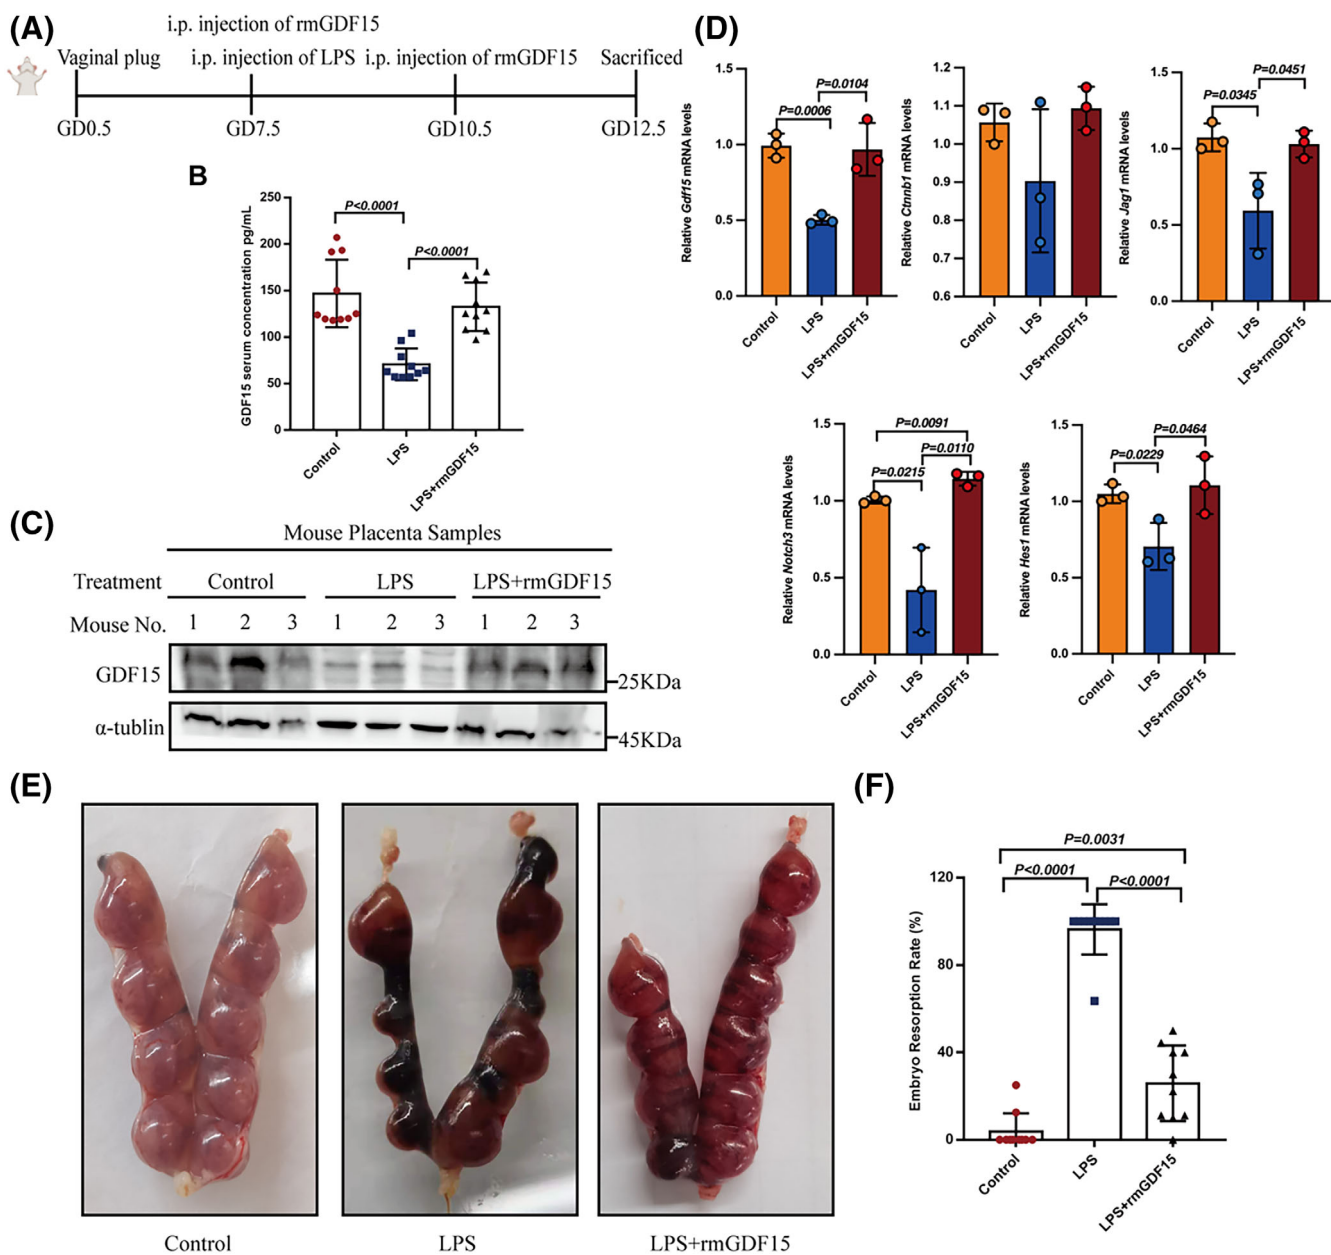 (A)
i.p. injection of rmGDF15
Vaginal plug i.p. injection of LPS i.p. injection of rmGDF15 Sacrificed
GD0.5 GD7.5 GD10.5 GD12.5
B
GDF15 serum concentration pg/mL
250
200
150
100
50
0
P<0.0001
P<0.0001
Control LPS LPS+rmGDF15
(C)
Mouse Placenta Samples
Treatment Control LPS LPS+rmGDF15
Mouse No. 1 2 3 1 2 3 1 2 3
GDF15 25KDa
α-tublin 45KDa
(D)
Relative Gdf15 mRNA levels
1.5
1.0
0.5
0.0
P=0.0104
P=0.0006
Control LPS LPS+rmGDF15
Relative Ctnnb1 mRNA levels
1.2
1.1
1.0
0.9
0.8
0.7
0.6
Control LPS LPS+rmGDF15
Relative Jag1 mRNA levels
1.5
1.0
0.5
0.0
P=0.0451
P=0.0345
Control LPS LPS+rmGDF15
Relative Notch3 mRNA levels
1.5
1.0
0.5
0.0
P=0.0091
P=0.0110
P=0.0215
Control LPS LPS+rmGDF15
Relative Hes1 mRNA levels
1.5
1.0
0.5
0.0
P=0.0464
P=0.0229
Control LPS LPS+rmGDF15
(E)
Control LPS LPS+rmGDF15
(F)
Embryo Resorption Rate (%)
120
80
40
0
P=0.0031
P<0.0001 P<0.0001
Control LPS LPS+rmGDF15